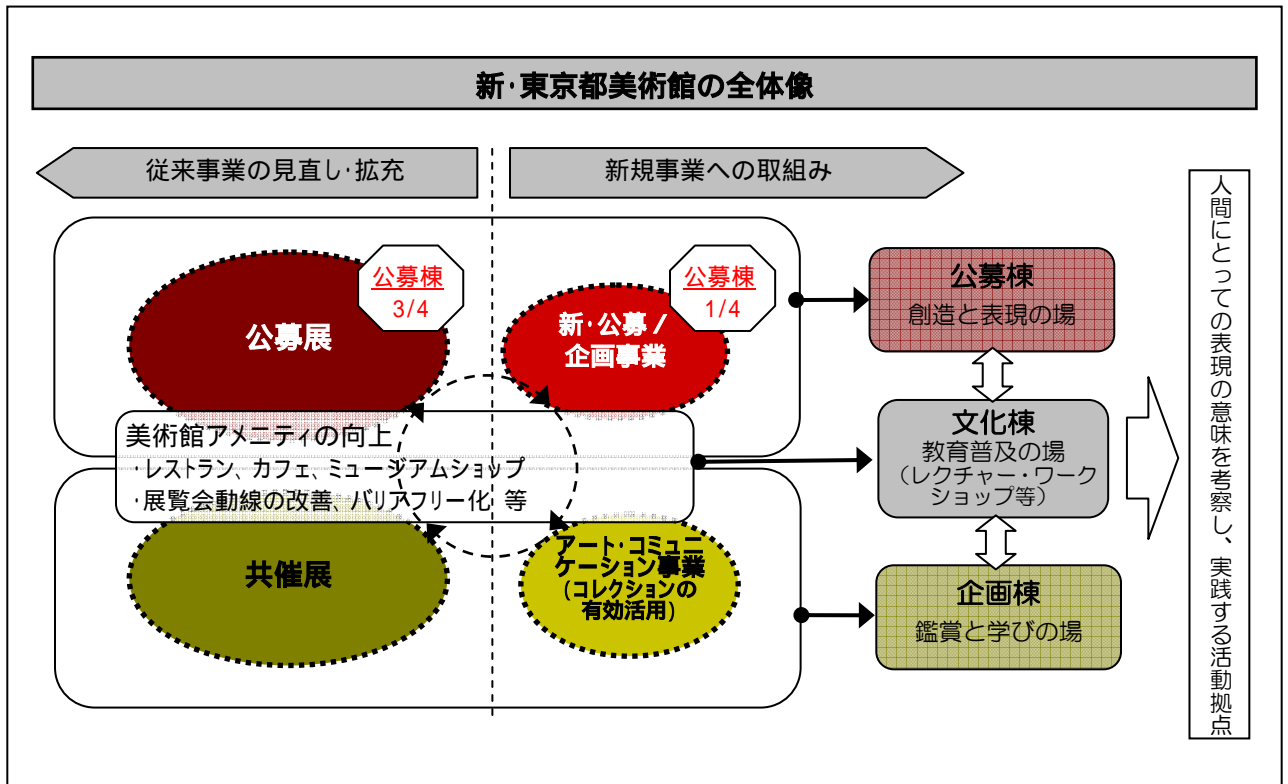 新・東京都美術館の全体像
従来事業の見直し・拡充
新規事業への取組み
公募展
公募棟
3/4
新・公募/
企画事業
公募棟
1/4
美術館アメニティの向上
・レストラン、カフェ、ミュージアムショップ
・展覧会動線の改善、バリアフリー化 等
共催展
アート・コミュニ
ケーション事業
(コレクションの
有効活用)
公募棟
創造と表現の場
文化棟
教育普及の場
(レクチャー・ワーク
ショップ等)
企画棟
鑑賞と学びの場
人間にとっての表現の意味を考察し、実践する活動拠点